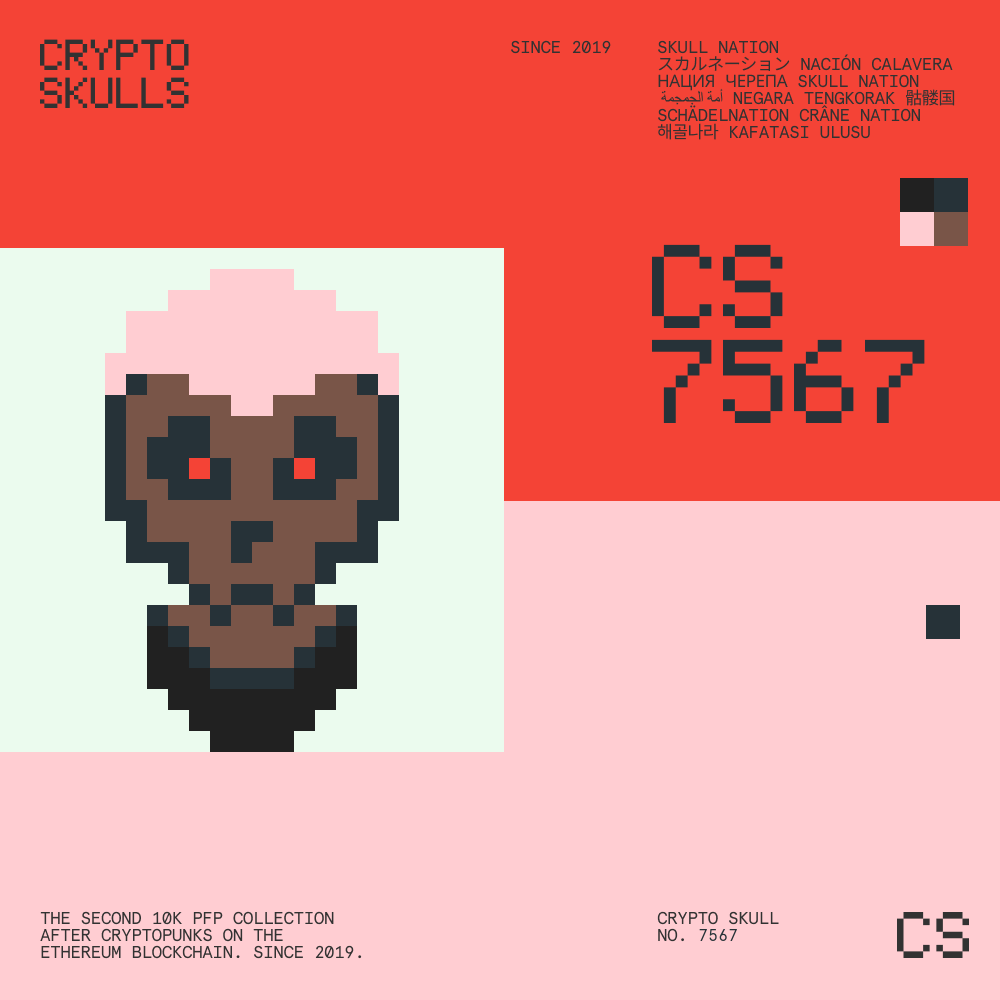 CRYPTO
SKULLS
SINCE 2019
SKULL NATION
スカルネーション NACIÓN CALAVERA
НАЦИЯ ЧЕРЕПА SKULL NATION
أمة الجمجمة NEGARA TENGKORAK 骷髅国
SCHÄDELNATION CRÂNE NATION
해골나라 KAFATASI ULUSU
CS
7567
THE SECOND 10K PFP COLLECTION
AFTER CRYPTOPUNKS ON THE
ETHEREUM BLOCKCHAIN. SINCE 2019.
CRYPTO SKULL
NO. 7567
CS